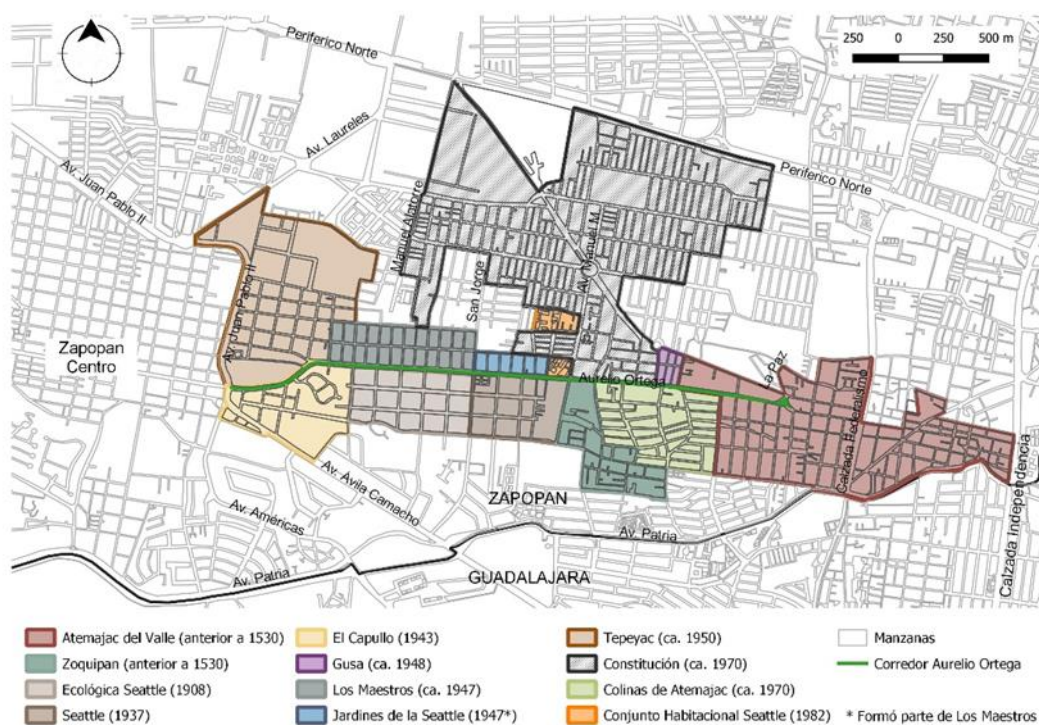 Periferico Norte
250 0 250 500 m
Av. Laureles
Av. Juan Pablo II
Periferico Norte
Manuel Alatorre
Av. Manuel M
San Jorge
Av. Juan Pablo II
Zapopan
Centro
La Paz
Aurelio Ortega
Calzada Federalismo
Calzada Independencia
Av. Ávila Camacho
ZAPOPAN
Av. Américas
Av. Patria
Av. Patria
GUADALAJARA
Atemajac del Valle (anterior a 1530)
Zoquipan (anterior a 1530)
Ecológica Seattle (1908)
Seattle (1937)
El Capullo (1943)
Gusa (ca. 1948)
Los Maestros (ca. 1947)
Jardines de la Seattle (1947*)
Tepeyac (ca. 1950)
Constitución (ca. 1970)
Colinas de Atemajac (ca. 1970)
Conjunto Habitacional Seattle (1982)
Manzanas
Corredor Aurelio Ortega
* Formó parte de Los Maestros